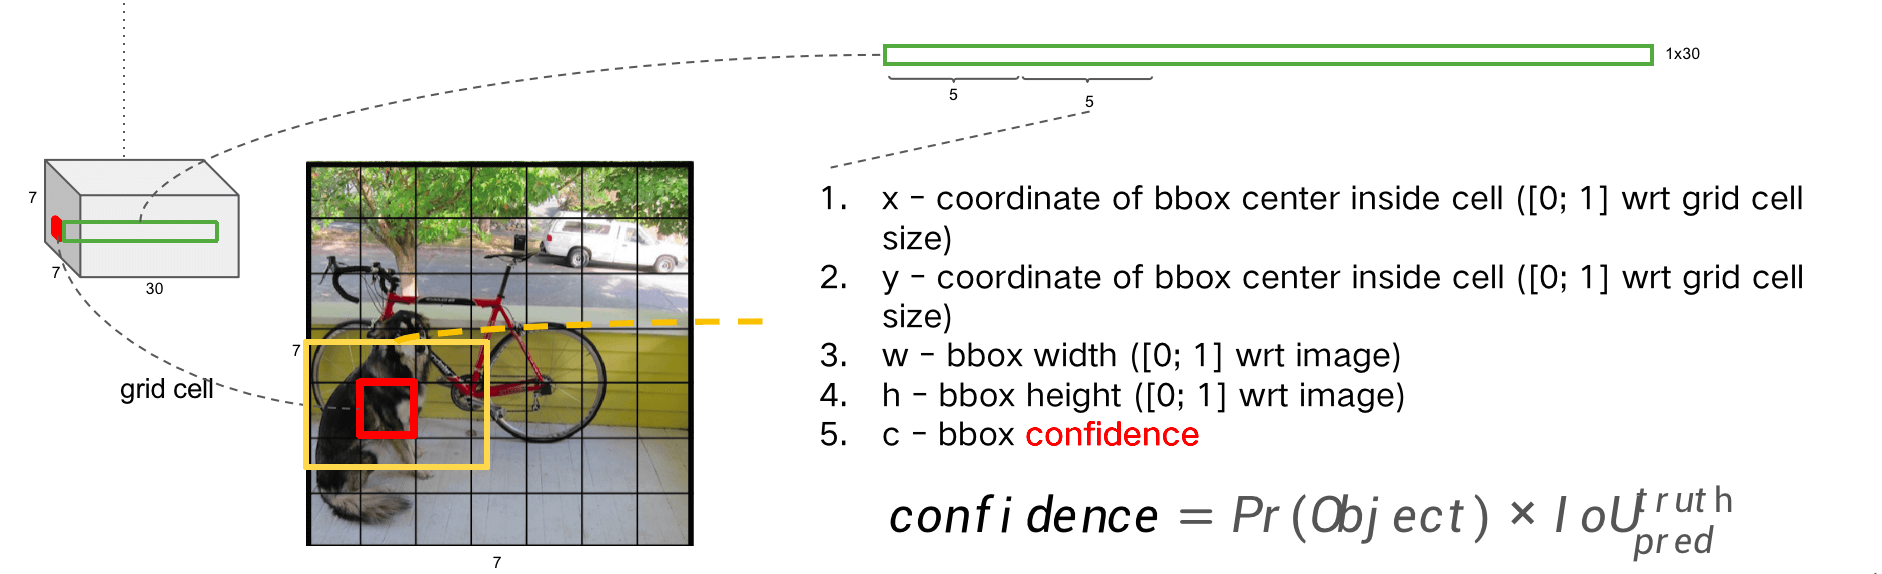 1x30
5
5
7
7
30
grid cell
7
7
1. x – coordinate of bbox center inside cell ([0; 1] wrt grid cell
size)
2. y – coordinate of bbox center inside cell ([0; 1] wrt grid cell
size)
3. w – bbox width ([0; 1] wrt image)
4. h – bbox height ([0; 1] wrt image)
5. c – bbox confidence
confidence = Pr(Object) × IoU truth pred